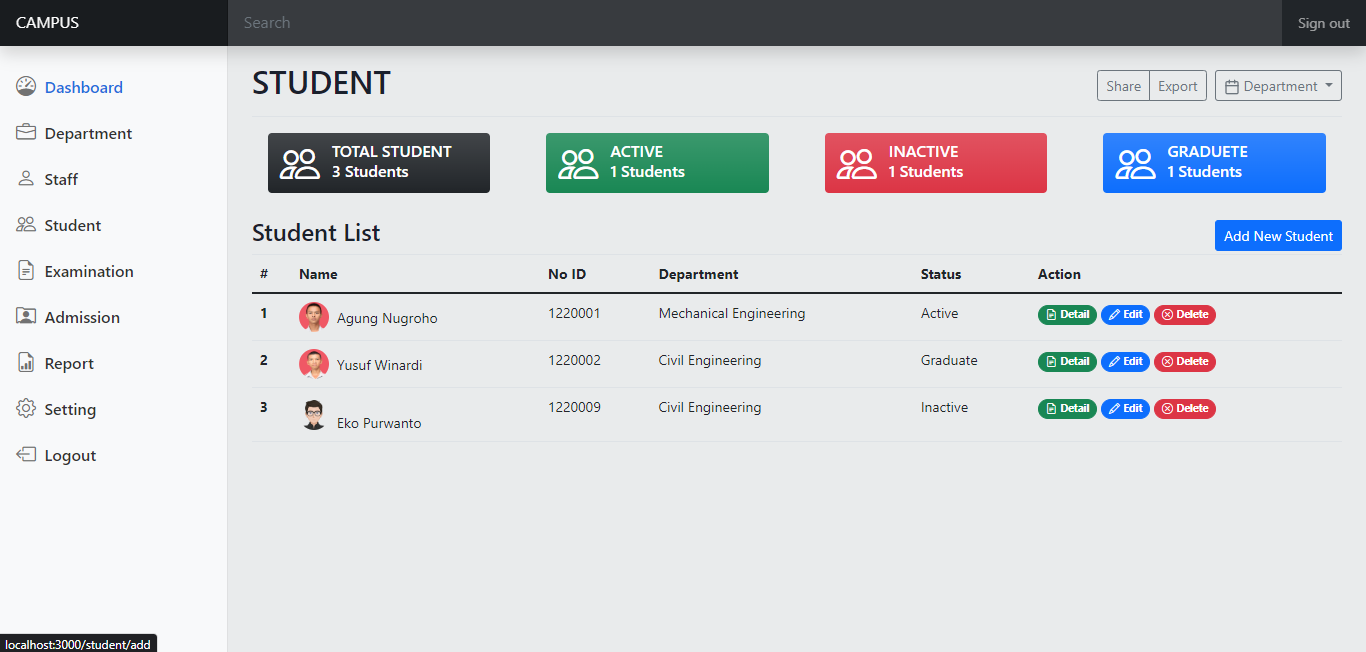 CAMPUS
Search
Sign out
Dashboard
Department
Staff
Student
Examination
Admission
Report
Setting
Logout
STUDENT
Share
Export
Department
TOTAL STUDENT
3 Students
ACTIVE
1 Students
INACTIVE
1 Students
GRADUETE
1 Students
Student List
Add New Student
# Name No ID Department Status Action
1 Agung Nugroho 1220001 Mechanical Engineering Active Detail Edit Delete
2 Yusuf Winardi 1220002 Civil Engineering Graduate Detail Edit Delete
3 Eko Purwanto 1220009 Civil Engineering Inactive Detail Edit Delete
localhost:3000/student/add